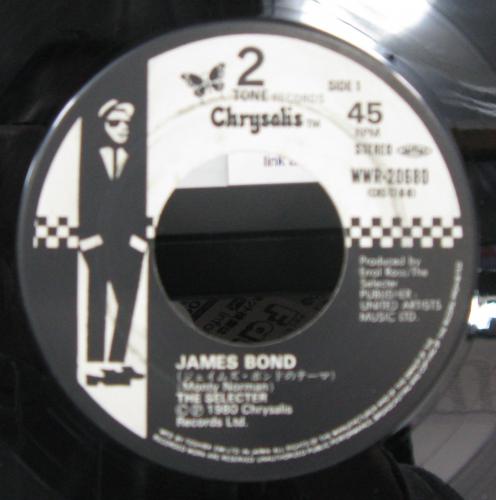 2
TONE RECORDS
Chrysalis TM
SIDE 1
45
RPM
STEREO
WWR-20680
link
Produced by
Errol Ross/The
Selecter
PUBLISHER:
UNITED ARTISTS
MUSIC LTD.
JAMES BOND
(ジェイムズ・ボンドのテーマ)
(Monty Norman)
THE SELECTER
©℗ 1980 Chrysalis
Records Ltd.